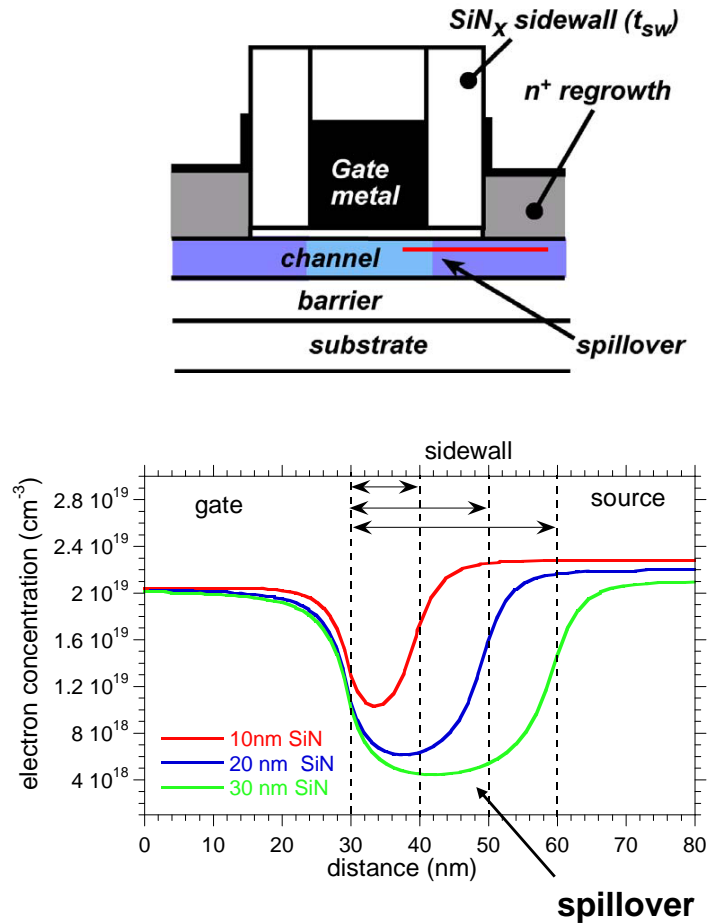 SiNX sidewall (tsw)
n+ regrowth
Gate
metal
channel
barrier
substrate
spillover
sidewall
gate
source
electron concentration (cm-3)
2.8 10^19
2.4 10^19
2 10^19
1.6 10^19
1.2 10^19
8 10^18
4 10^18
10nm SiN
20 nm SiN
30 nm SiN
0 10 20 30 40 50 60 70 80
distance (nm)
spillover